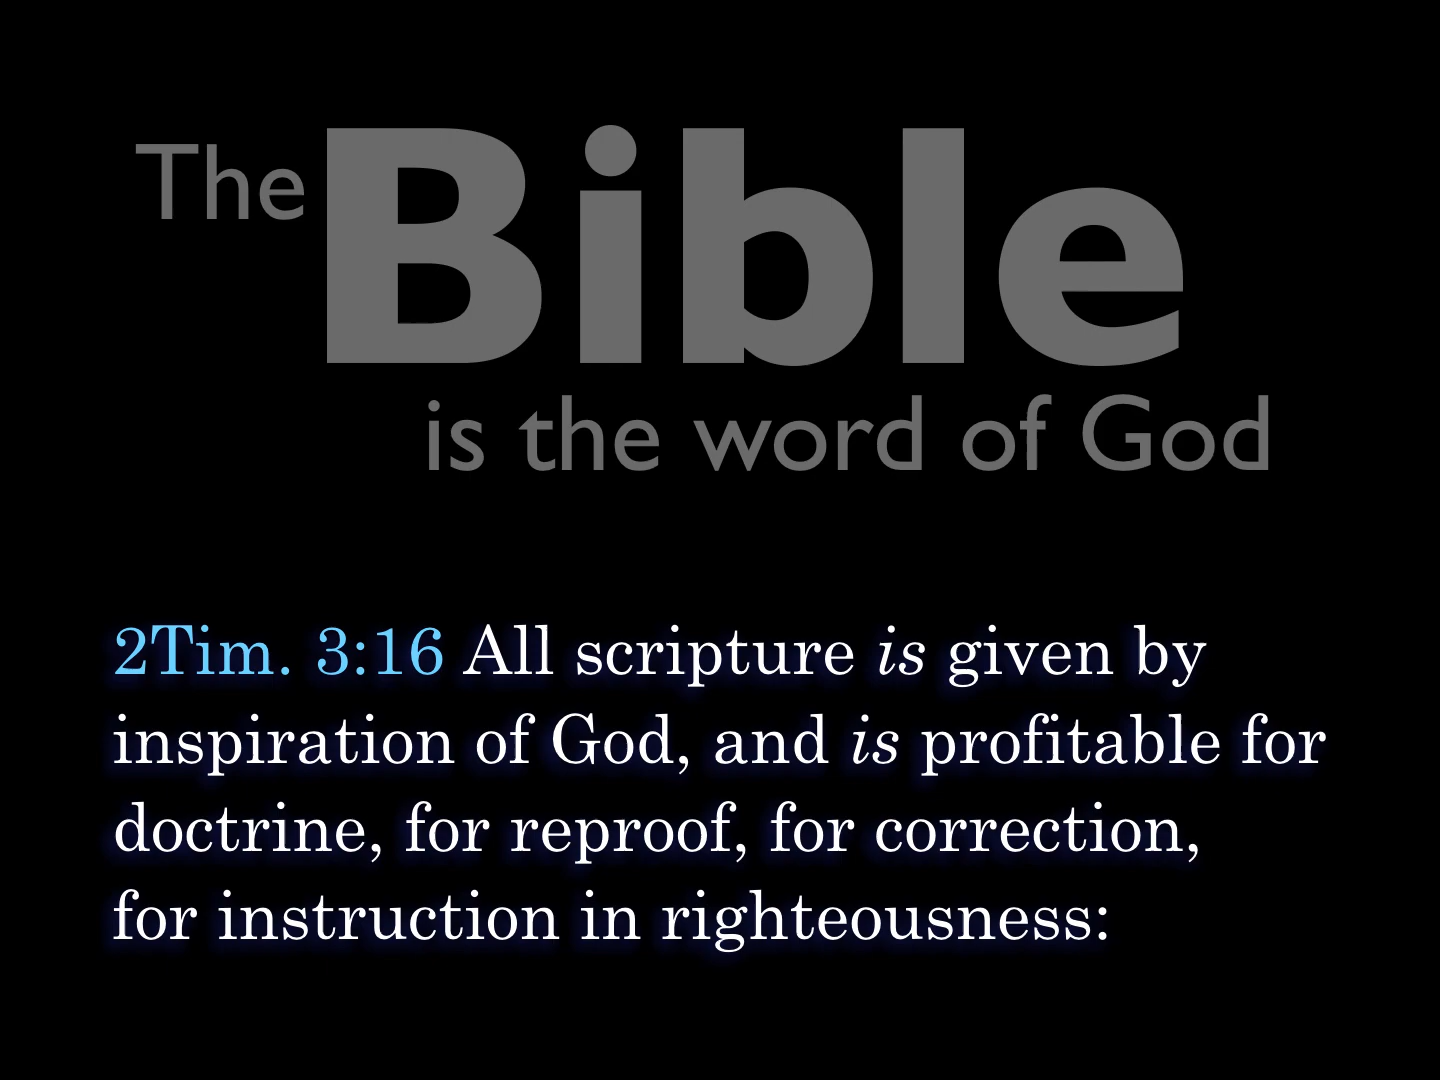 The Bible
is the word of God
2Tim. 3:16 All scripture is given by
inspiration of God, and is profitable for
doctrine, for reproof, for correction,
for instruction in righteousness: